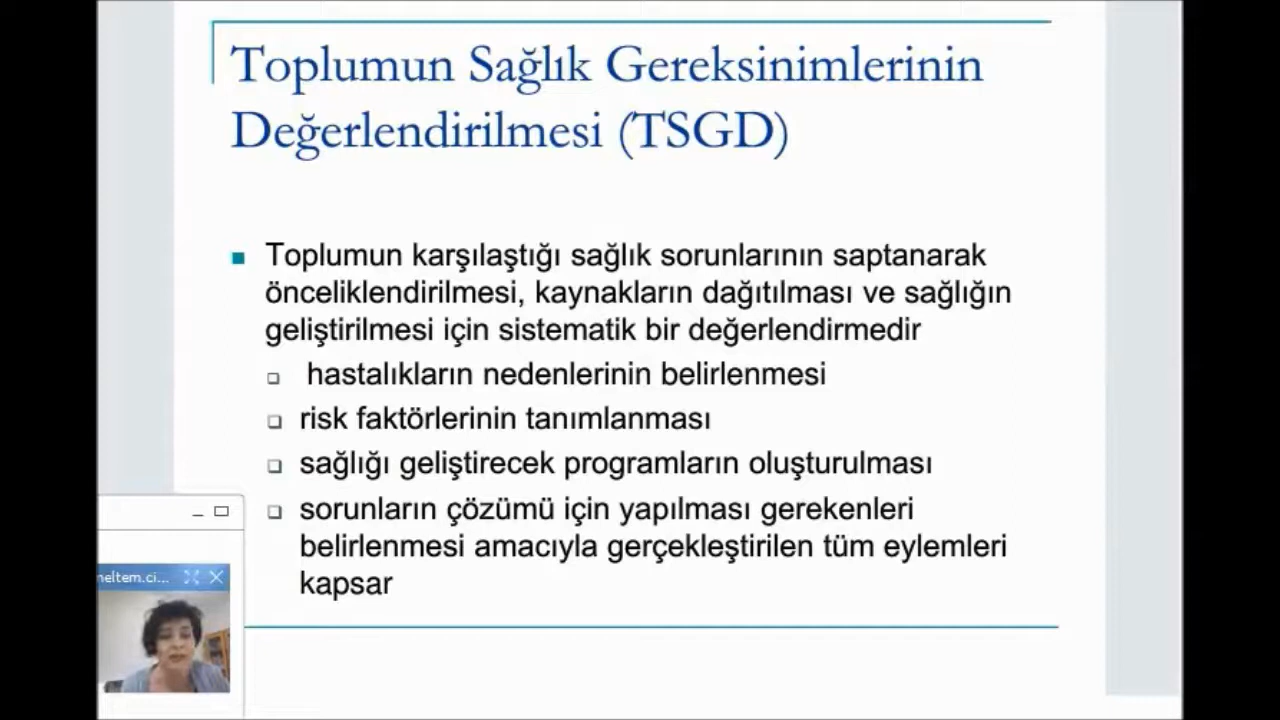 Toplumun Sağlık Gereksinimlerinin
Değerlendirilmesi (TSGD)
Toplumun karşılaştığı sağlık sorunlarının saptanarak
önceliklendirilmesi, kaynakların dağıtılması ve sağlığın
geliştirilmesi için sistematik bir değerlendirmedir
hastalıkların nedenlerinin belirlenmesi
risk faktörlerinin tanımlanması
sağlığı geliştirecek programların oluşturulması
sorunların çözümü için yapılması gerekenleri
belirlenmesi amacıyla gerçekleştirilen tüm eylemleri
kapsar
neltem.ci...